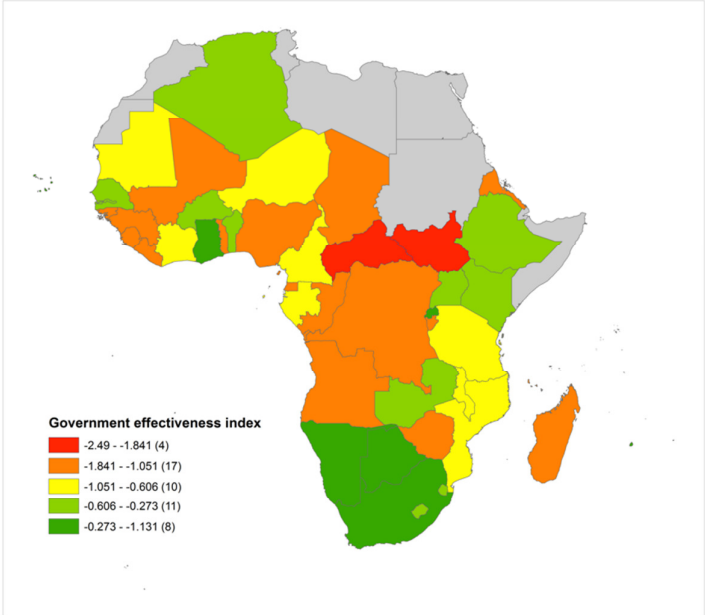 Government effectiveness index
-2.49 - -1.841 (4)
-1.841 - -1.051 (17)
-1.051 - -0.606 (10)
-0.606 - -0.273 (11)
-0.273 - -1.131 (8)